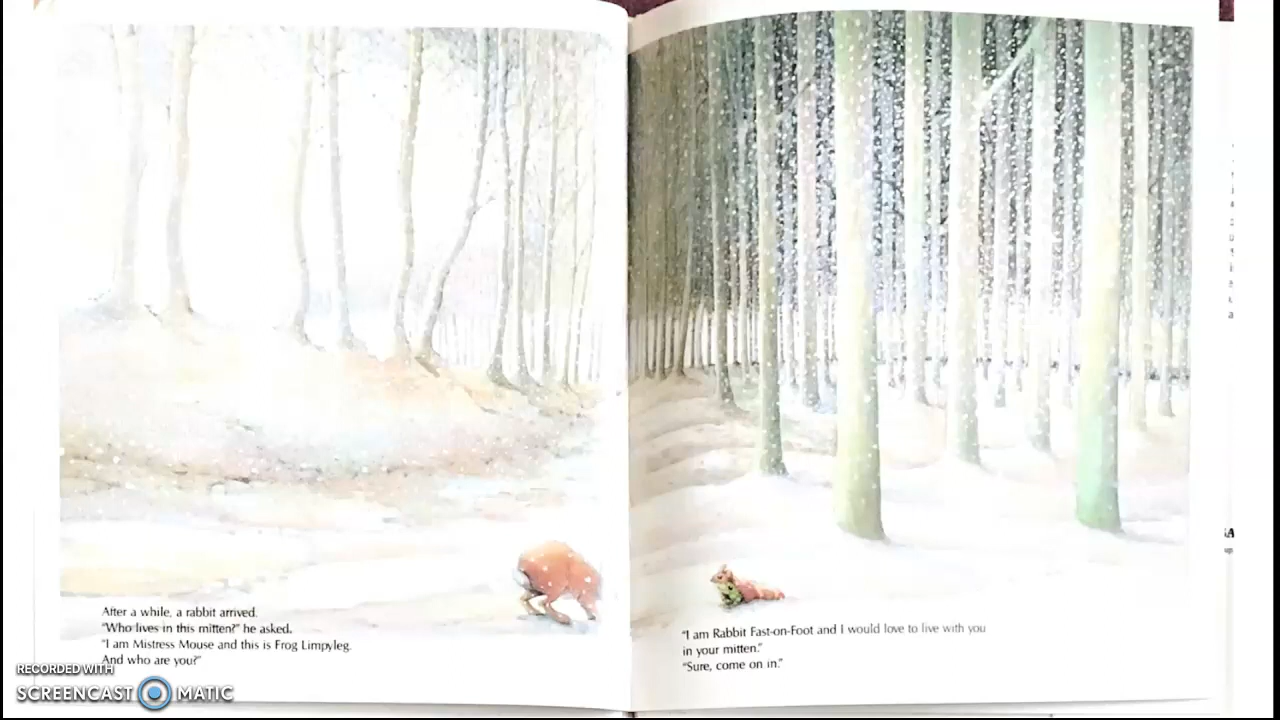 After a while, a rabbit arrived.
"Who lives in this mitten?" he asked.
"I am Mistress Mouse and this is Frog Limpyleg.
And who are you?"
"I am Rabbit Fast-on-Foot and I would love to live with you
in your mitten."
"Sure, come on in."
RECORDED WITH
SCREENCAST MATIC